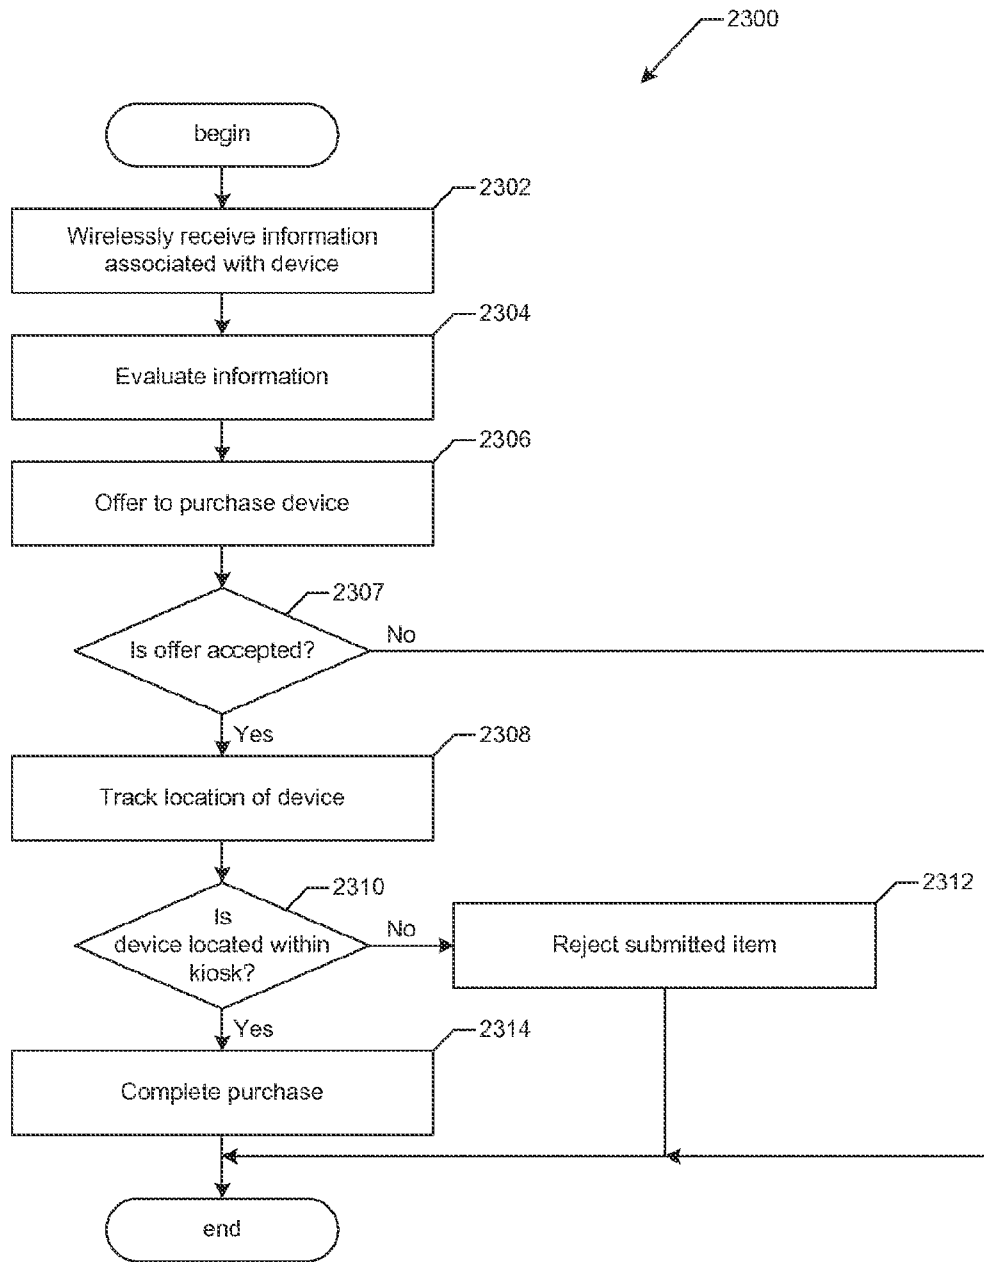 2300
begin
2302
Wirelessly receive information
associated with device
2304
Evaluate information
2306
Offer to purchase device
2307
Is offer accepted?
No
Yes
2308
Track location of device
2310
Is
device located within
kiosk?
No
2312
Reject submitted item
Yes
2314
Complete purchase
end